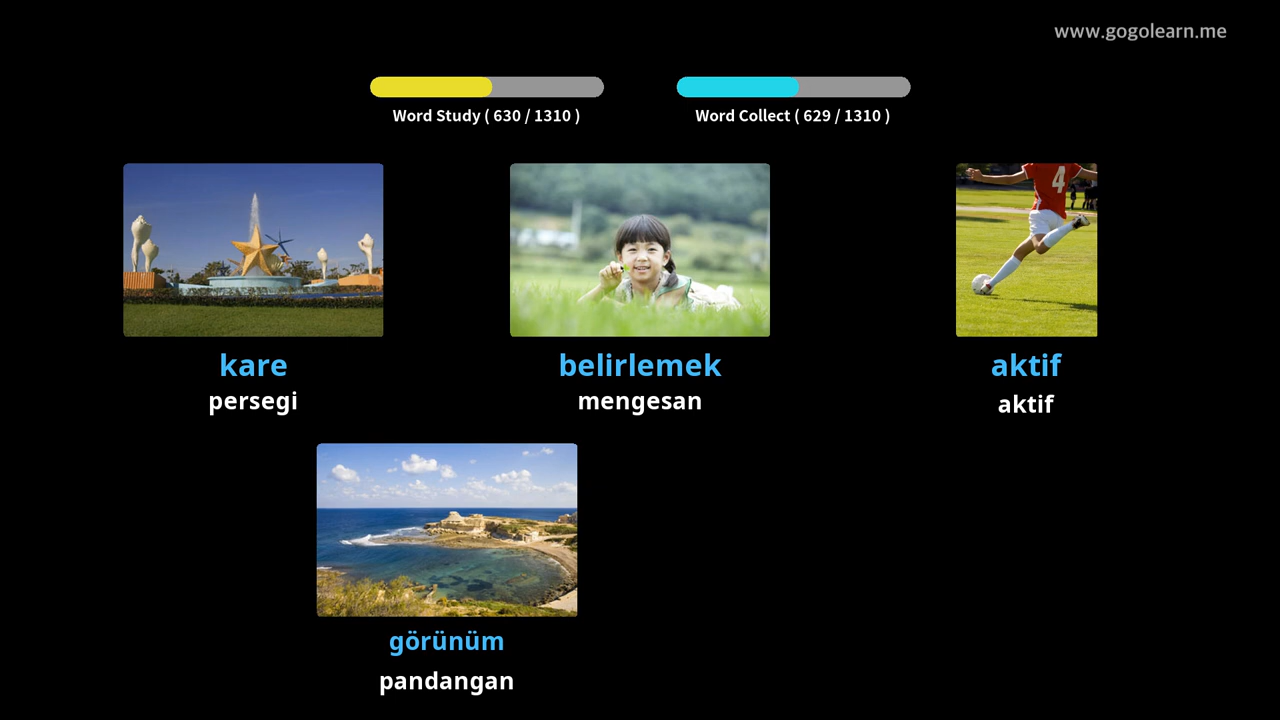 www.gogolearn.me
Word Study ( 630 / 1310 )
Word Collect ( 629 / 1310 )
kare
persegi
belirlemek
mengesan
4
aktif
aktif
görünüm
pandangan